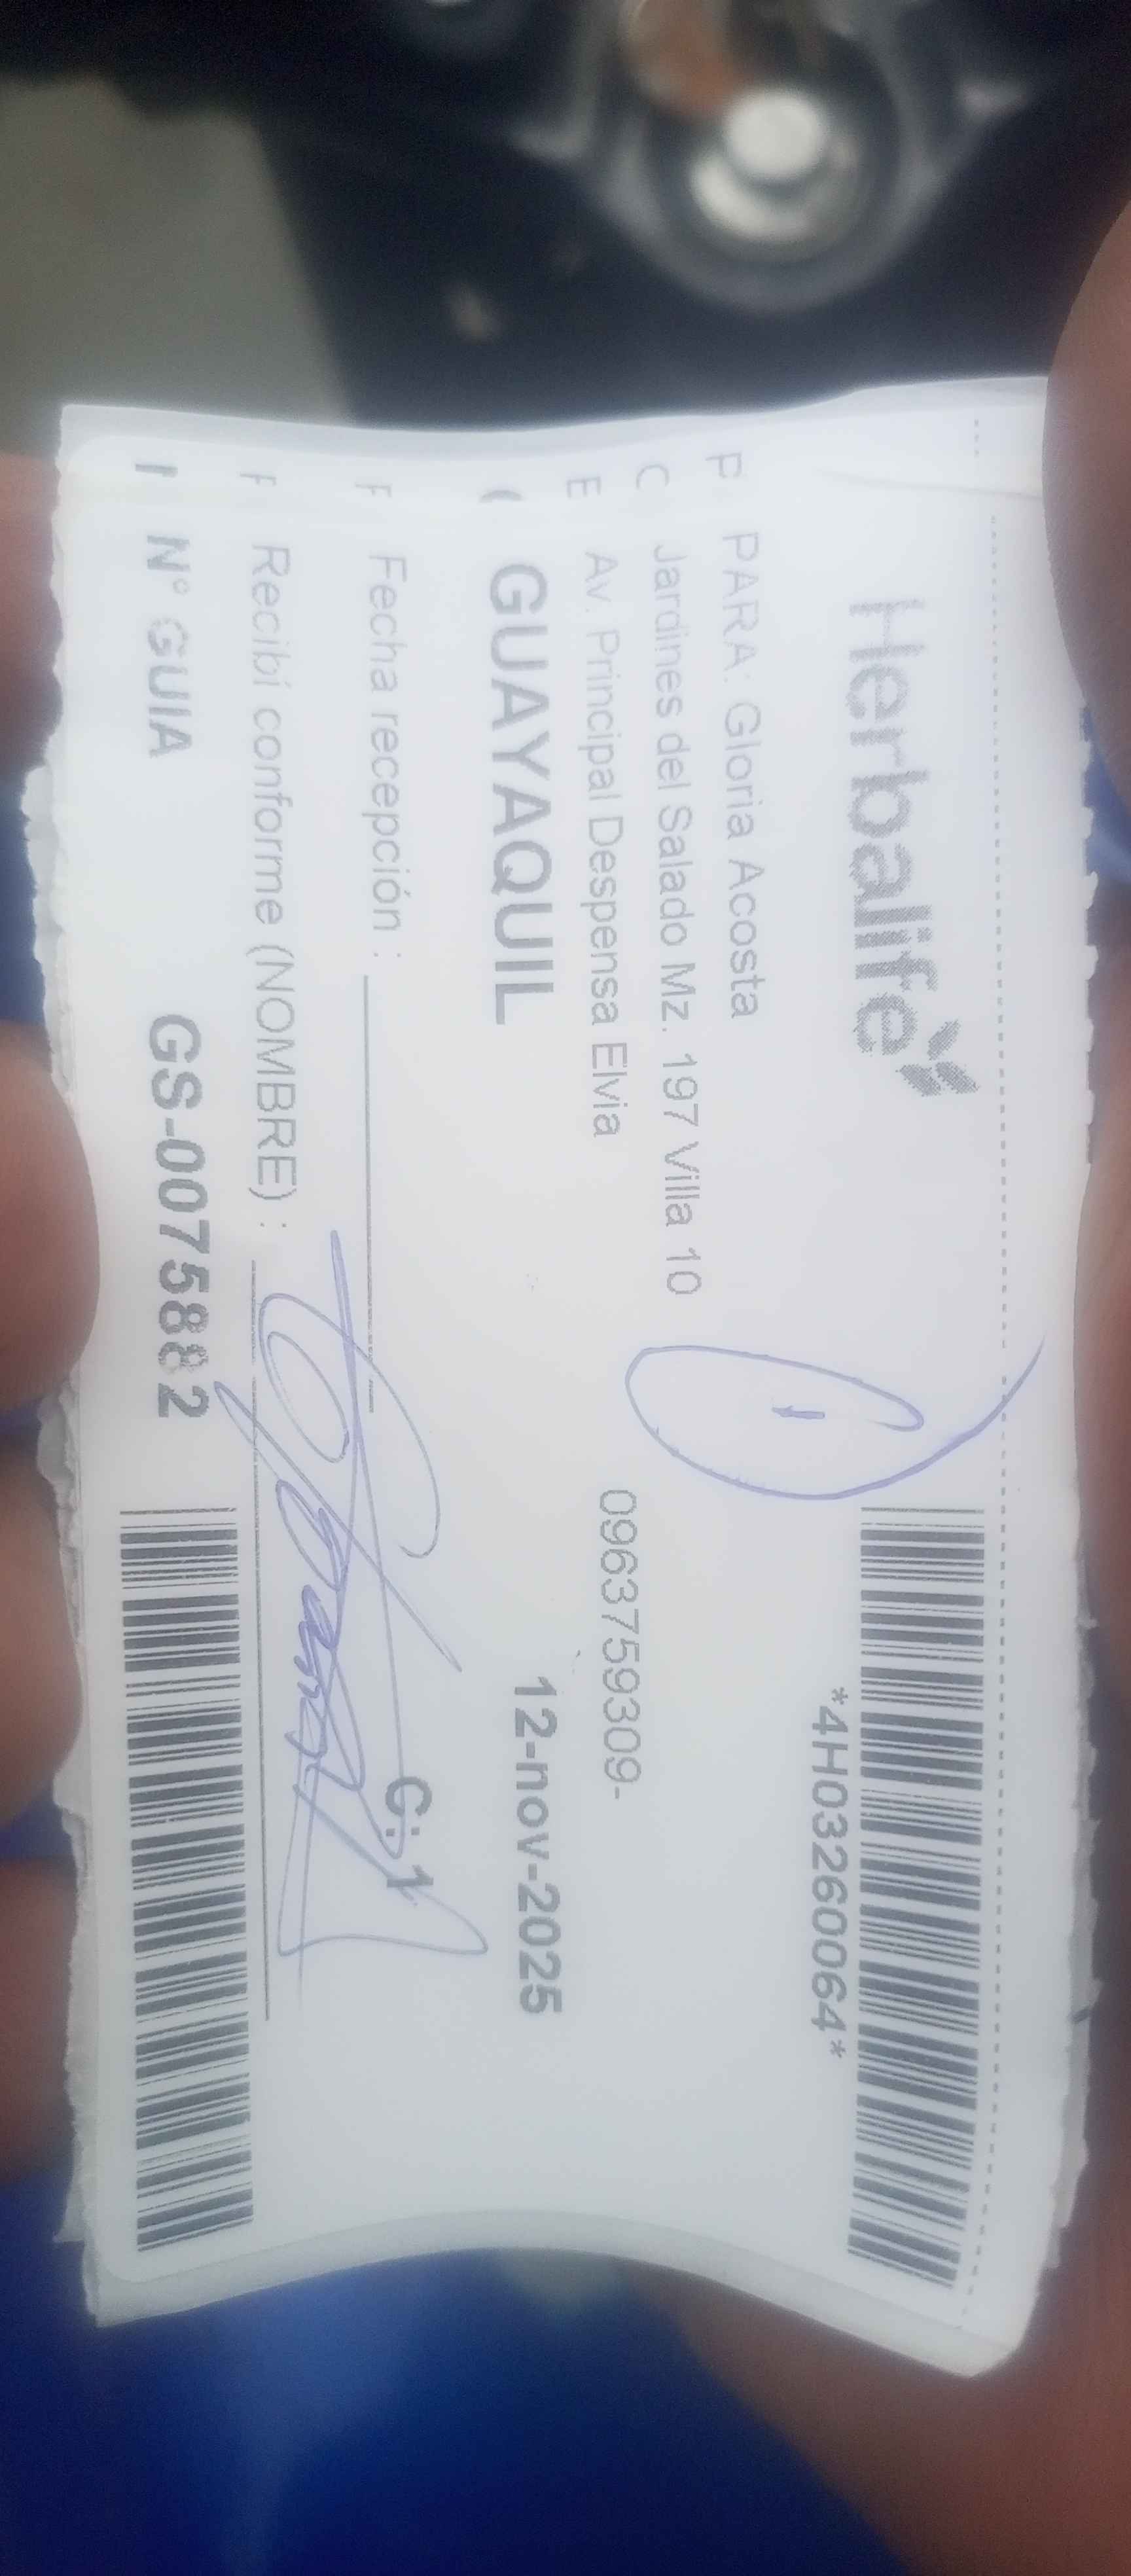 Herbalife
*4H03260064*
P PARA: Gloria Acosta
C Jardines del Salado Mz. 197 Villa 10
E Av. Principal Despensa Elvia 0963759309-
GUAYAQUIL 12-nov-2025
F Fecha recepción : C: 1
F Recibí conforme (NOMBRE) :
N° GUIA GS-0075882